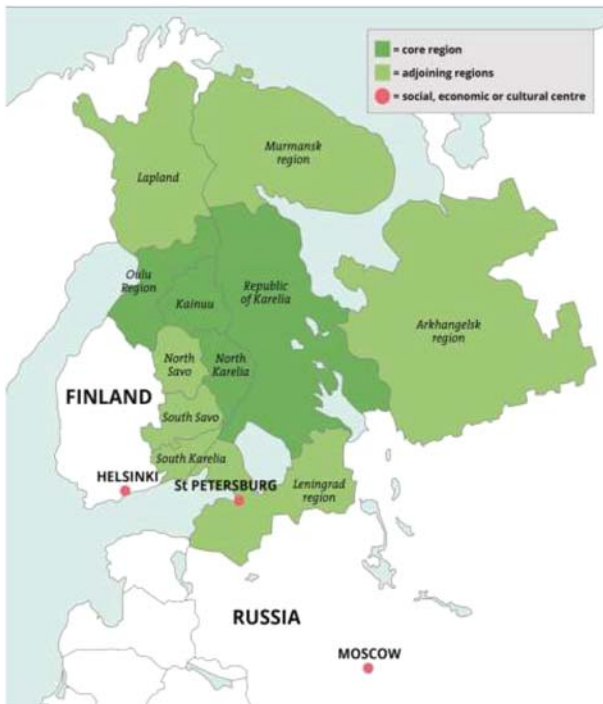 = core region
= adjoining regions
= social, economic or cultural centre
Murmansk
region
Lapland
Oulu
Region
Kainuu
Republic
of Karelia
Arkhangelsk
region
North
Savo
North
Karelia
FINLAND
South Savo
South Karelia
HELSINKI
St PETERSBURG
Leningrad
region
RUSSIA
MOSCOW